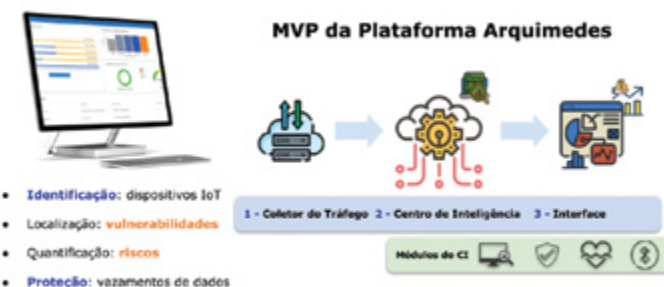 MVP da Plataforma Arquimedes
Identificação: dispositivos IoT
Localização: vulnerabilidades
Quantificação: riscos
Proteção: vazamentos de dados
1 - Coletor do Tráfego 2 - Centro de Inteligência 3 - Interface
Módulos do CI